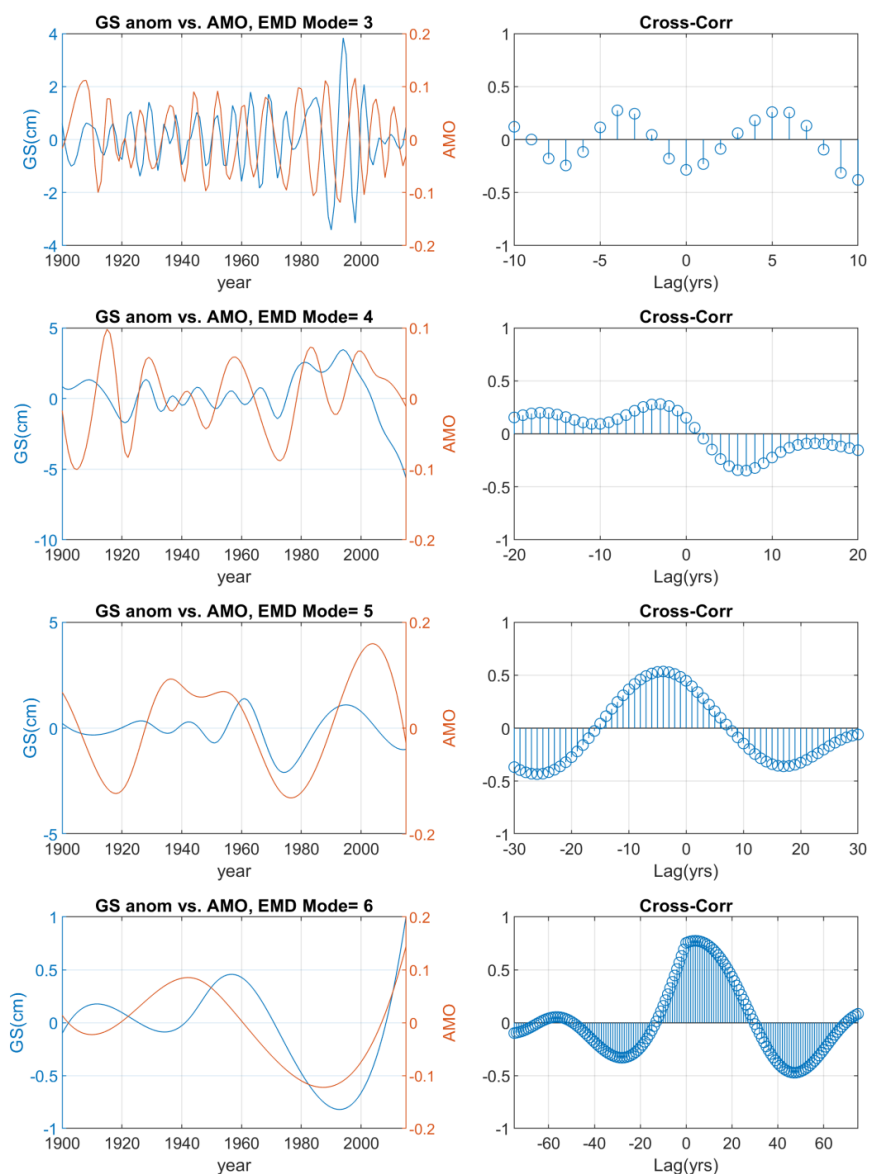 GS anom vs. AMO, EMD Mode= 3
Cross-Corr
4
2
0
-2
-4
GS(cm)
0.2
0.1
0
-0.1
-0.2
AMO
1
0.5
0
-0.5
-1
1900 1920 1940 1960 1980 2000
year
-10 -5 0 5 10
Lag(yrs)
GS anom vs. AMO, EMD Mode= 4
Cross-Corr
5
0
-5
-10
GS(cm)
0.1
0
-0.1
-0.2
AMO
1
0.5
0
-0.5
-1
1900 1920 1940 1960 1980 2000
year
-20 -10 0 10 20
Lag(yrs)
GS anom vs. AMO, EMD Mode= 5
Cross-Corr
5
0
-5
GS(cm)
0.2
0
-0.2
AMO
1
0.5
0
-0.5
-1
1900 1920 1940 1960 1980 2000
year
-30 -20 -10 0 10 20 30
Lag(yrs)
GS anom vs. AMO, EMD Mode= 6
Cross-Corr
1
0.5
0
-0.5
-1
GS(cm)
0.2
0.1
0
-0.1
-0.2
AMO
1
0.5
0
-0.5
-1
1900 1920 1940 1960 1980 2000
year
-60 -40 -20 0 20 40 60
Lag(yrs)